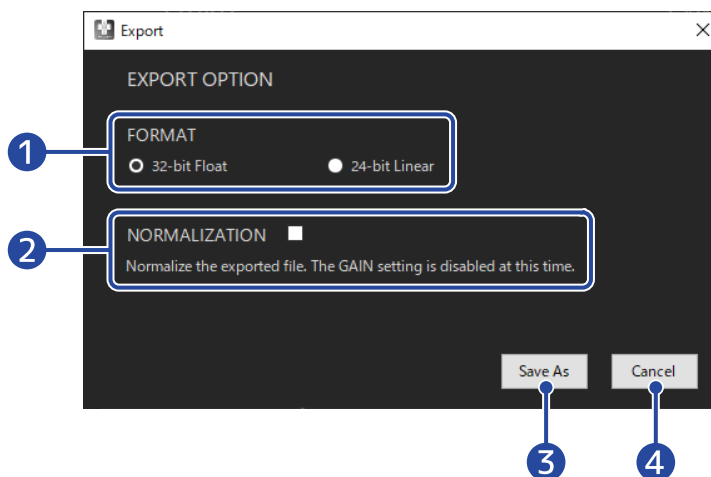 Export
EXPORT OPTION
FORMAT
1
32-bit Float 24-bit Linear
NORMALIZATION
2
Normalize the exported file. The GAIN setting is disabled at this time.
Save As Cancel
3 4